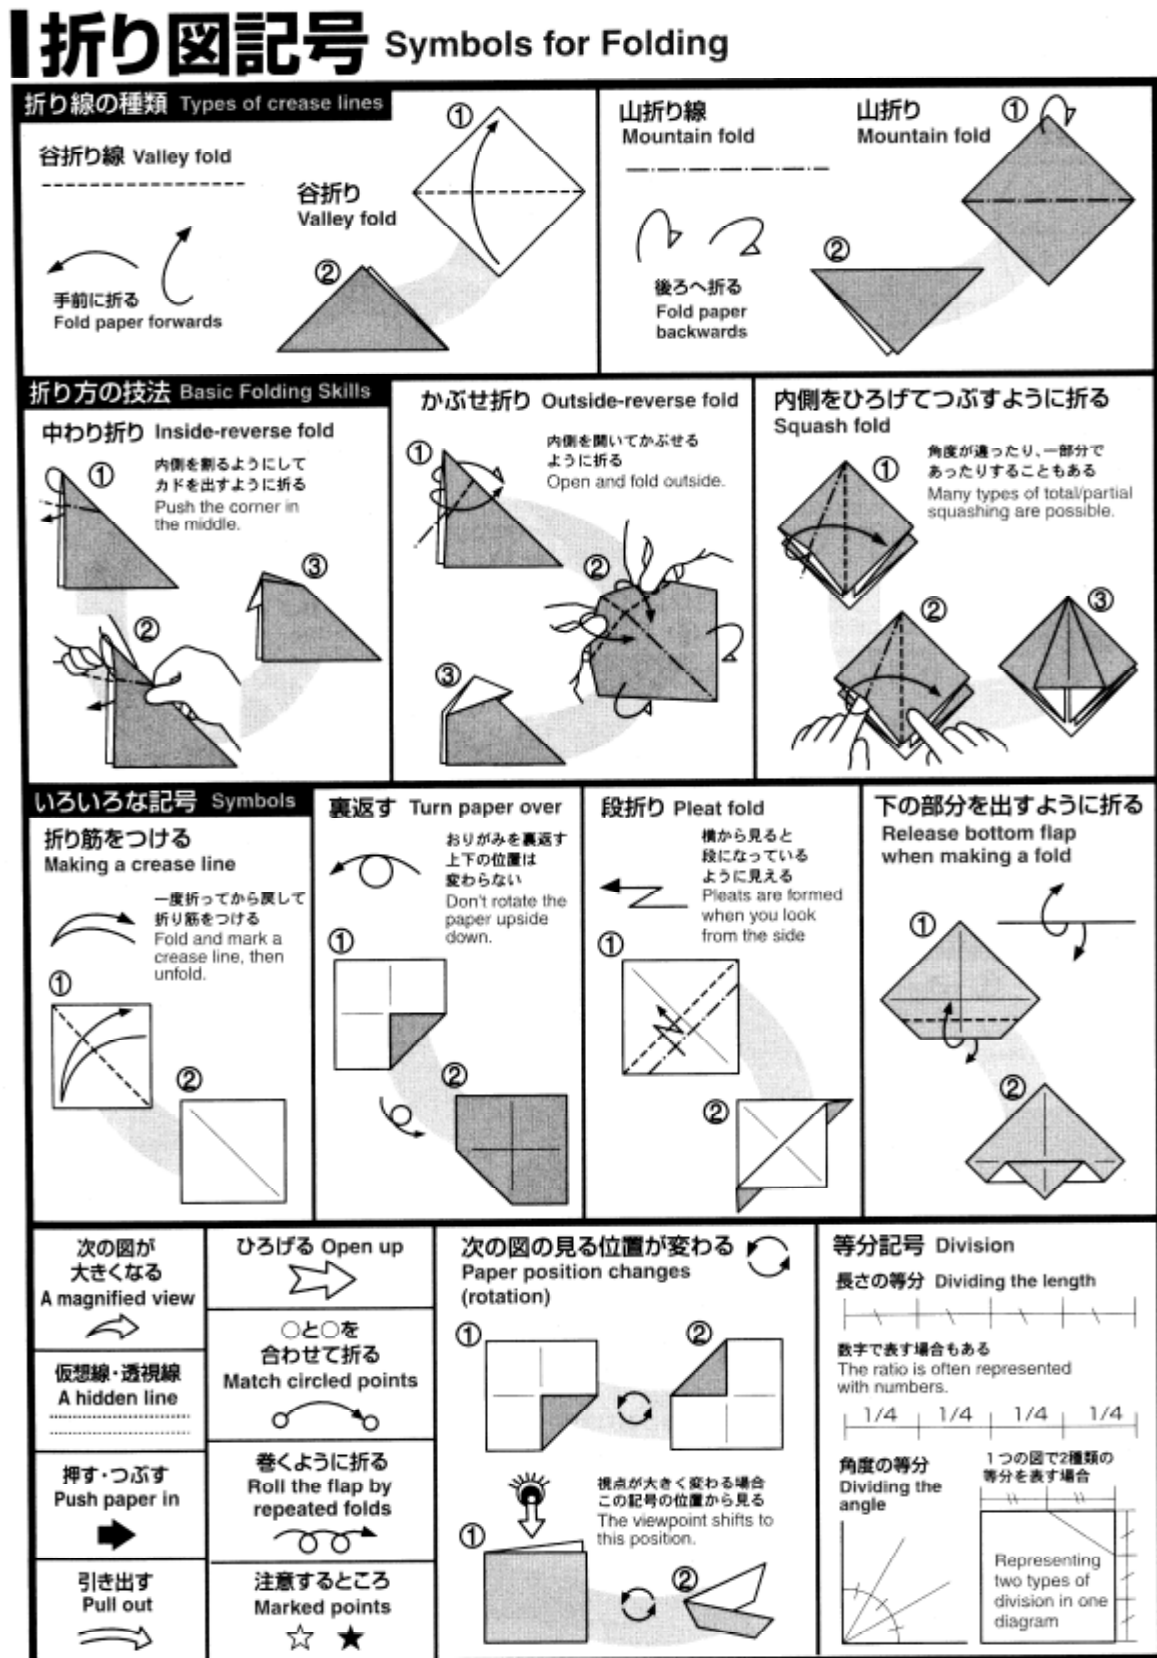 折り図記号 Symbols for Folding
折り線の種類 Types of crease lines
谷折り線 Valley fold
谷折り
Valley fold
①
②
手前に折る
Fold paper forwards
山折り線
Mountain fold
山折り
Mountain fold
①
②
後ろへ折る
Fold paper
backwards
折り方の技法 Basic Folding Skills
中わり折り Inside-reverse fold
①
内側を割るようにして
カドを出すように折る
Push the corner in
the middle.
②
③
かぶせ折り Outside-reverse fold
①
内側を開いてかぶせる
ように折る
Open and fold outside.
②
③
内側をひろげてつぶすように折る
Squash fold
角度が違ったり、一部分で
あったりすることもある
Many types of total/partial
squashing are possible.
①
②
③
いろいろな記号 Symbols
折り筋をつける
Making a crease line
一度折ってから戻して
折り筋をつける
Fold and mark a
crease line, then
unfold.
①
②
裏返す Turn paper over
おりがみを裏返す
上下の位置は
変わらない
Don't rotate the
paper upside
down.
①
②
段折り Pleat fold
横から見ると
段になっている
ように見える
Pleats are formed
when you look
from the side
①
②
下の部分を出すように折る
Release bottom flap
when making a fold
①
②
次の図が
大きくなる
A magnified view
仮想線・透視線
A hidden line
押す・つぶす
Push paper in
引き出す
Pull out
ひろげる Open up
○と○を
合わせて折る
Match circled points
巻くように折る
Roll the flap by
repeated folds
注意するところ
Marked points
☆ ★
次の図の見る位置が変わる
Paper position changes
(rotation)
①
②
視点が大きく変わる場合
この記号の位置から見る
The viewpoint shifts to
this position.
①
②
等分記号 Division
長さの等分 Dividing the length
数字で表す場合もある
The ratio is often represented
with numbers.
1/4 1/4 1/4 1/4
角度の等分
Dividing the
angle
1つの図で2種類の
等分を表す場合
Representing
two types of
division in one
diagram